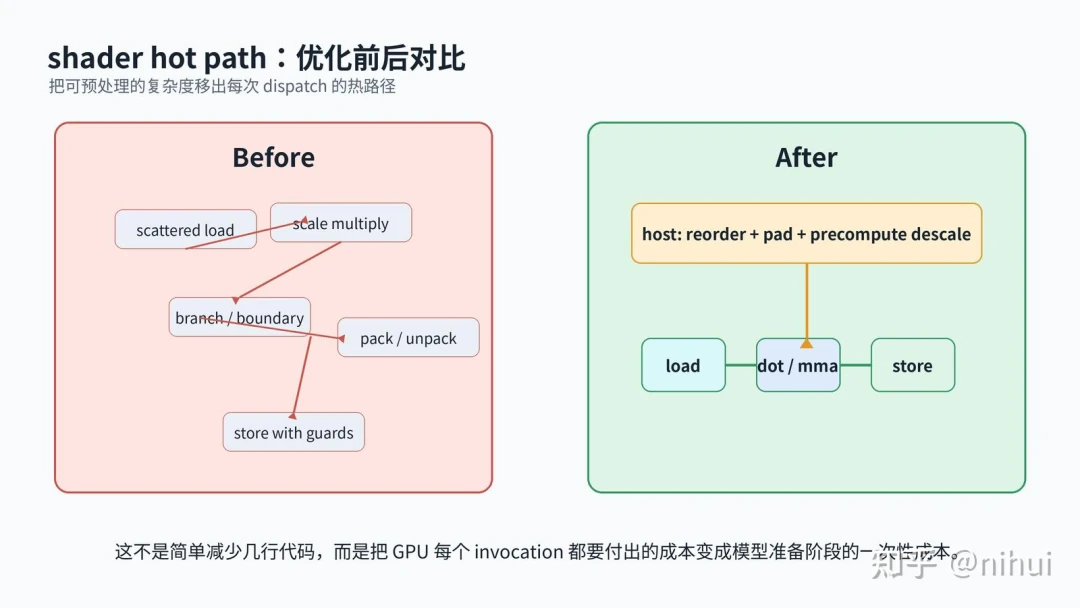 shader hot path：优化前后对比
把可预处理的复杂度移出每次 dispatch 的热路径
Before
After
scattered load
scale multiply
branch / boundary
pack / unpack
store with guards
host: reorder + pad + precompute descale
load
dot / mma
store
这不是简单减少几行代码，而是把 GPU 每个 invocation 都要付出的成本变成模型准备阶段的一次性成本。
知乎 @nihui